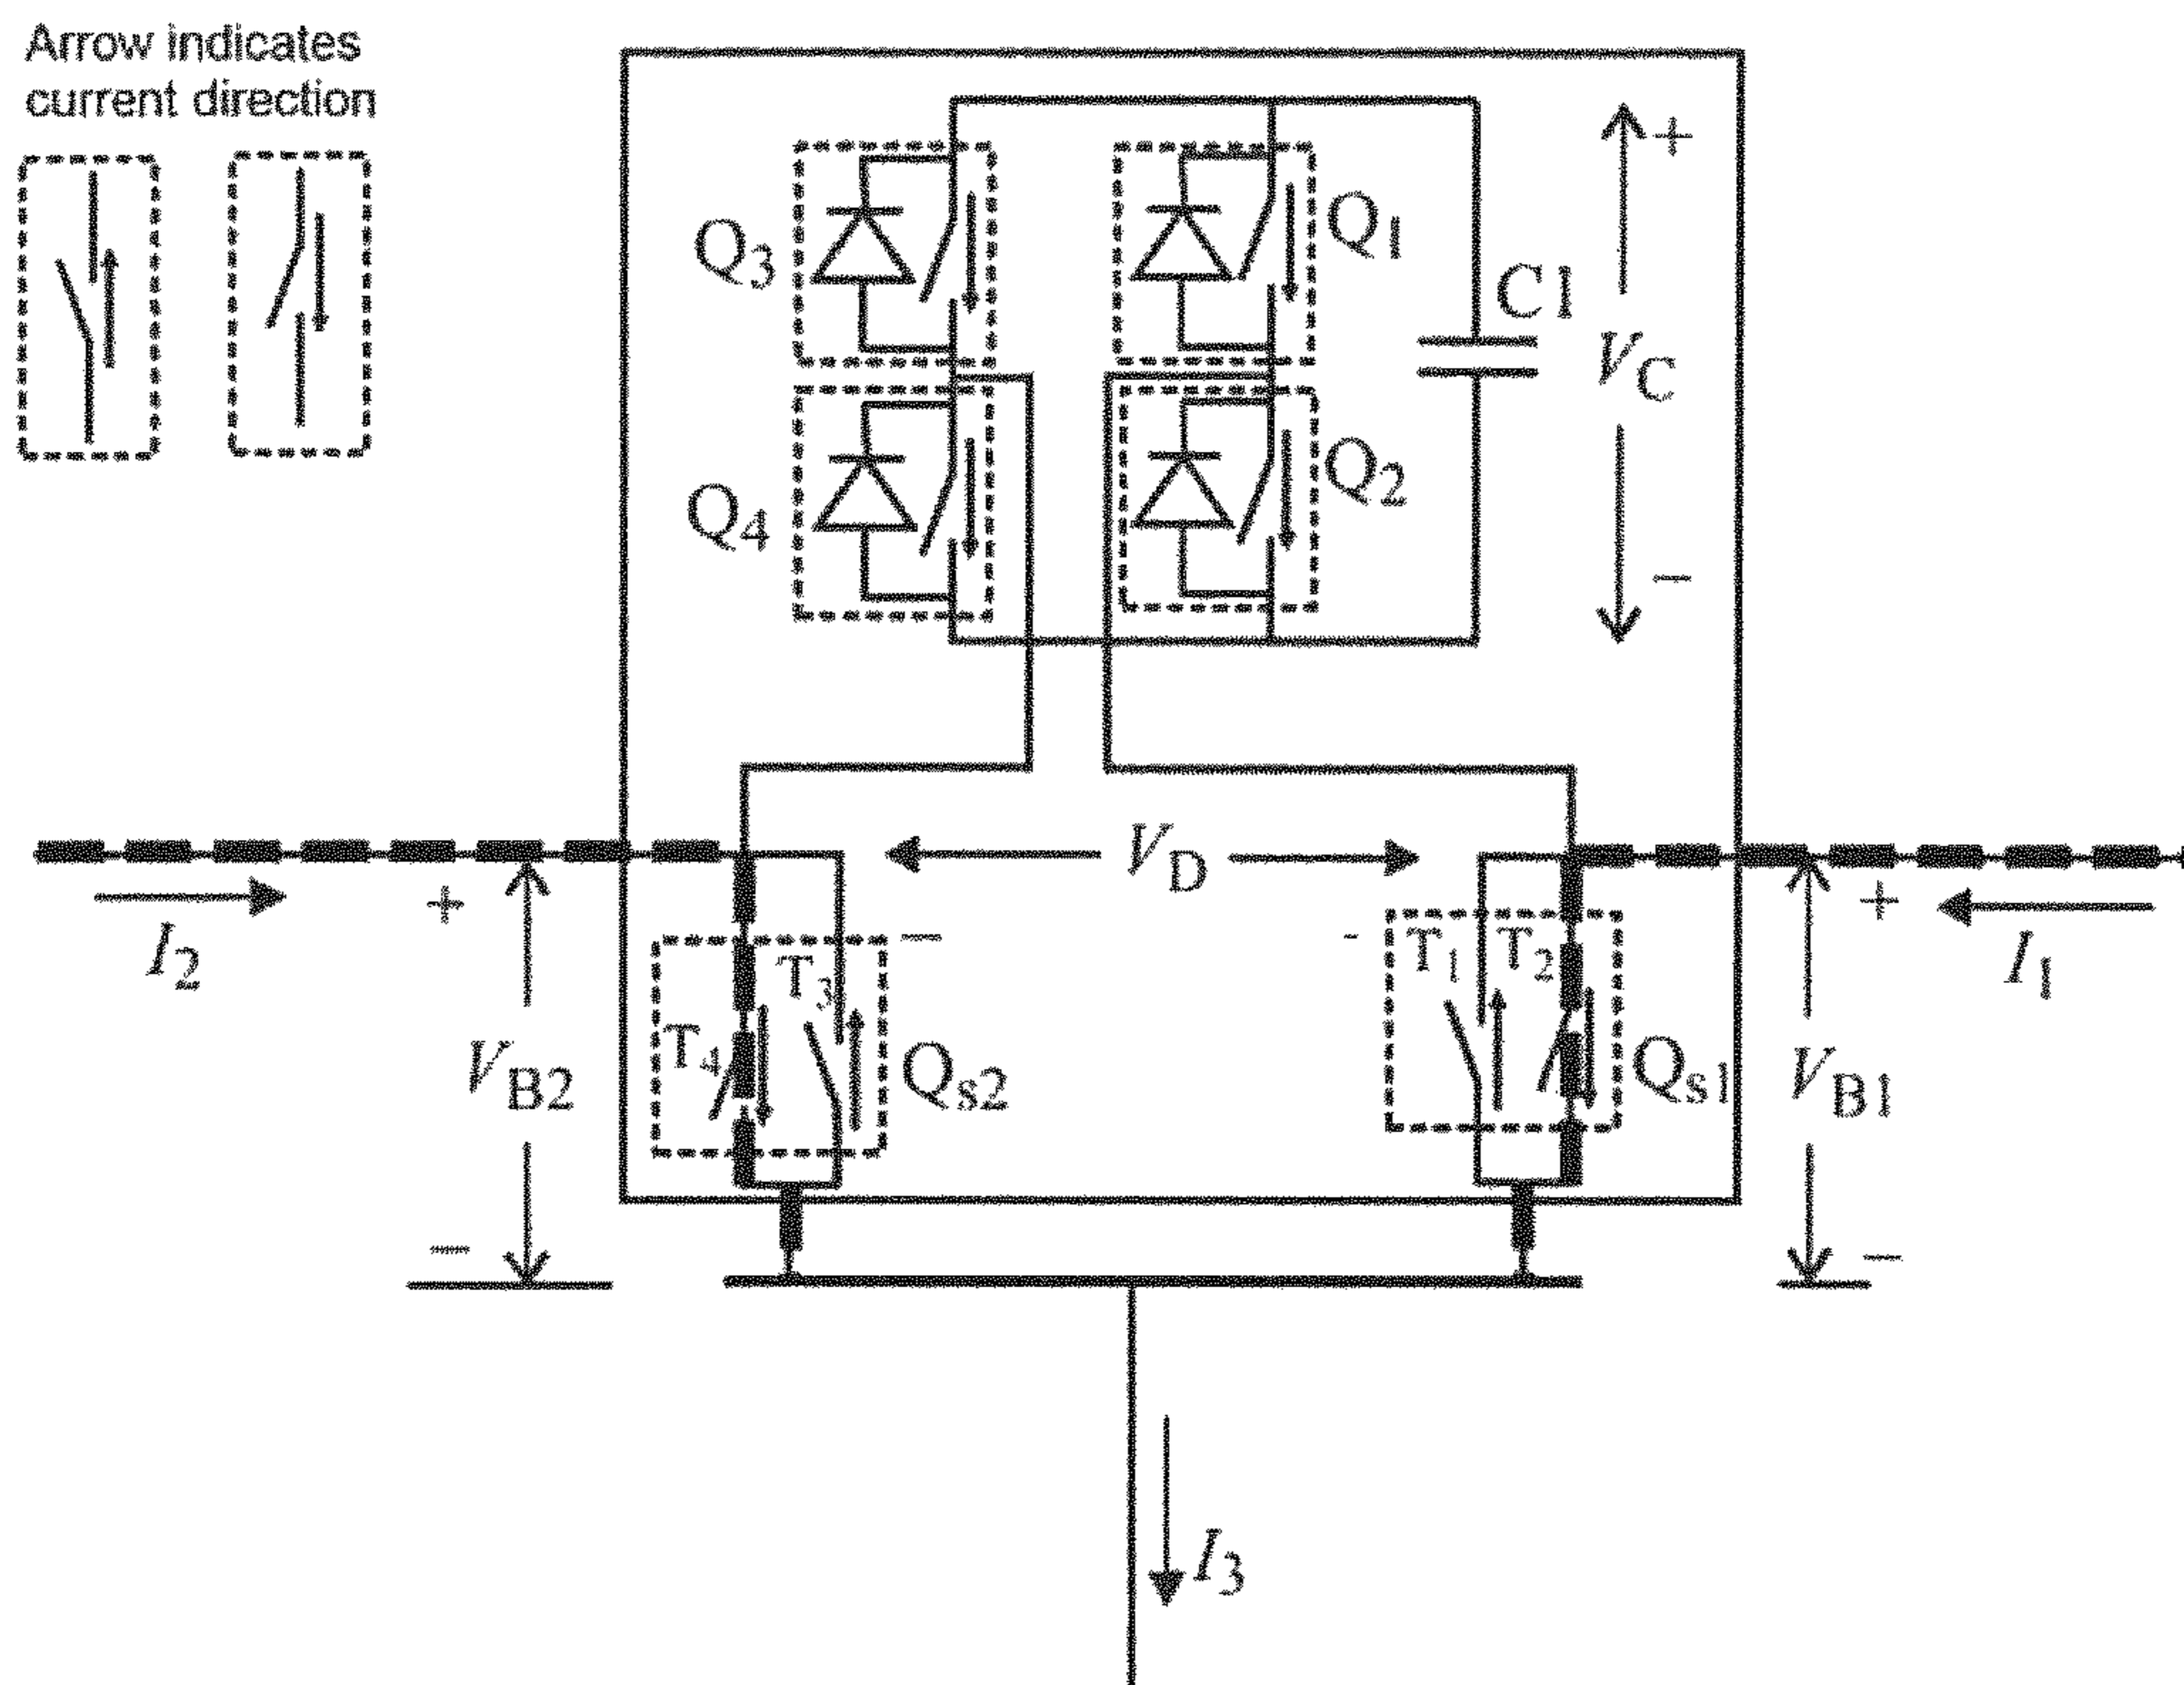 Arrow indicates
current direction
+
Q3
Q1
C1
VC
Q4
Q2
−
VD
I2
+
−
-
+
I1
T3
T1
T2
T4
VB2
Qs2
Qs1
VB1
−
−
I3